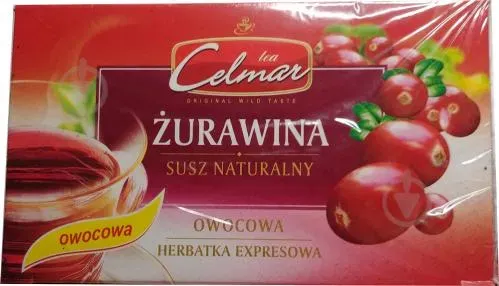 tea
Celmar
ORIGINAL WILD TASTE
ŻURAWINA
SUSZ NATURALNY
OWOCOWA
HERBATKA EXPRESOWA
owocowa